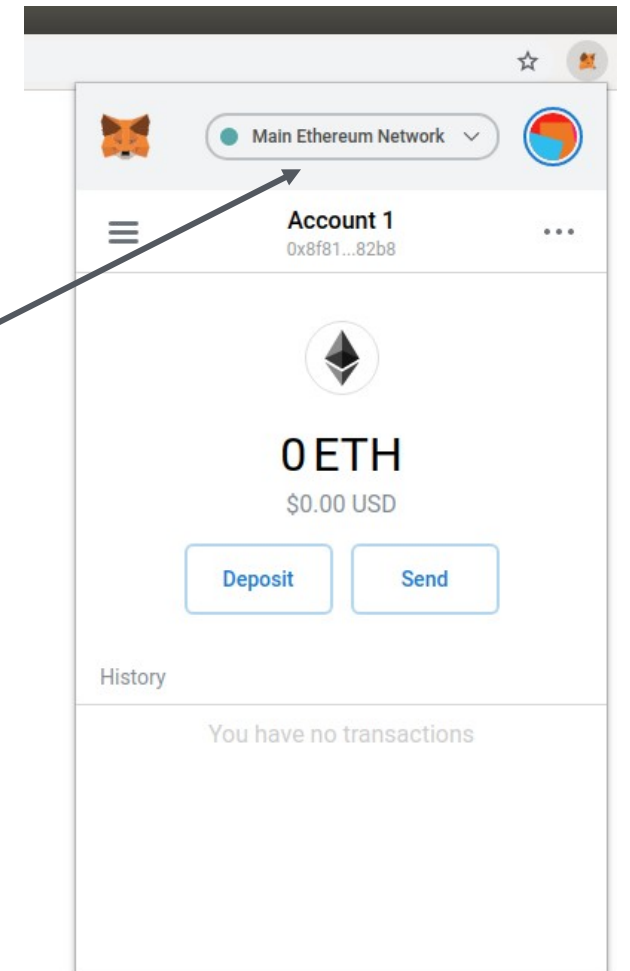 Main Ethereum Network
Account 1
0x8f81...82b8
0 ETH
$0.00 USD
Deposit
Send
History
You have no transactions